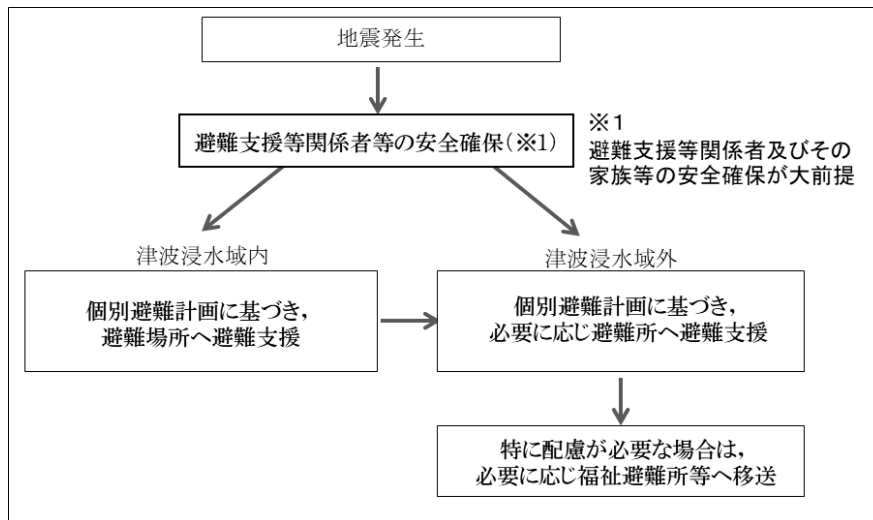 地震発生
避難支援等関係者等の安全確保(※1)
※1
避難支援等関係者及びその
家族等の安全確保が大前提
津波浸水域内
個別避難計画に基づき,
避難場所へ避難支援
津波浸水域外
個別避難計画に基づき,
必要に応じ避難所へ避難支援
特に配慮が必要な場合は,
必要に応じ福祉避難所等へ移送